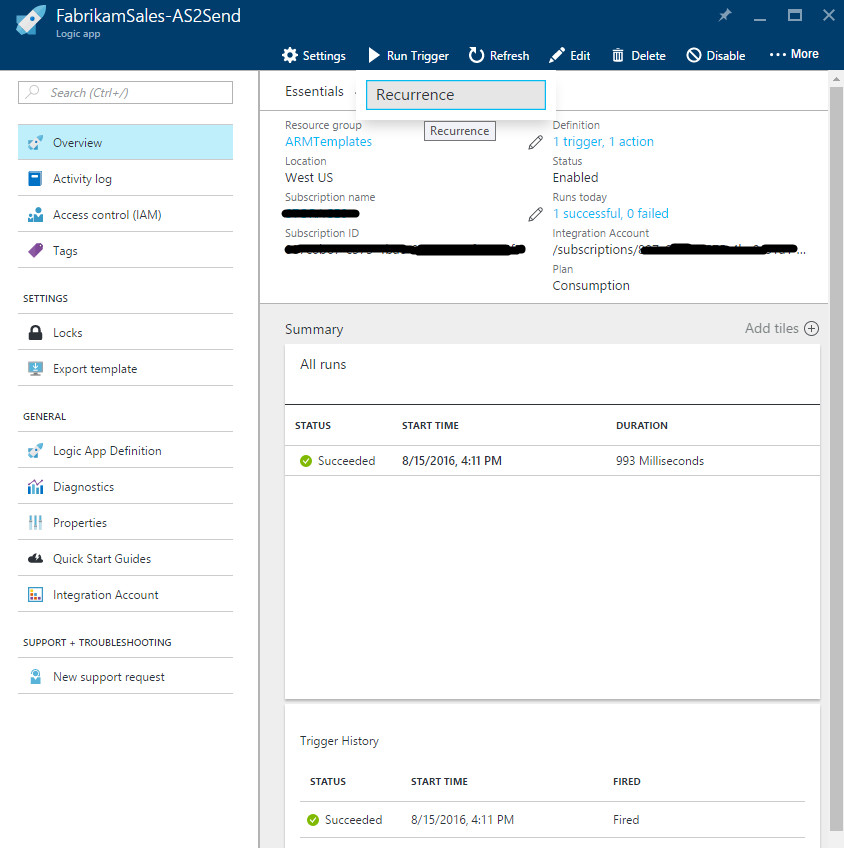 FabrikamSales-AS2Send
Logic app
Settings Run Trigger Refresh Edit Delete Disable More
Search (Ctrl+/)
Overview
Activity log
Access control (IAM)
Tags
SETTINGS
Locks
Export template
GENERAL
Logic App Definition
Diagnostics
Properties
Quick Start Guides
Integration Account
SUPPORT + TROUBLESHOOTING
New support request
Essentials
Recurrence
Recurrence
Resource group
ARMTemplates
Location
West US
Subscription name
Subscription ID
Definition
1 trigger, 1 action
Status
Enabled
Runs today
1 successful, 0 failed
Integration Account
/subscriptions/ ...
Plan
Consumption
Summary
Add tiles
All runs
STATUS START TIME DURATION
Succeeded 8/15/2016, 4:11 PM 993 Milliseconds
Trigger History
STATUS START TIME FIRED
Succeeded 8/15/2016, 4:11 PM Fired